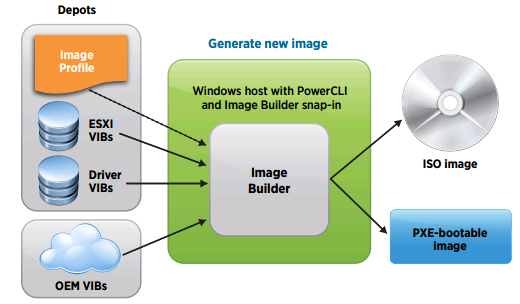 Depots
Image
Profile
ESXI
VIBs
Driver
VIBs
OEM VIBs
Generate new image
Windows host with PowerCLI
and Image Builder snap-in
Image
Builder
ISO image
PXE-bootable
image